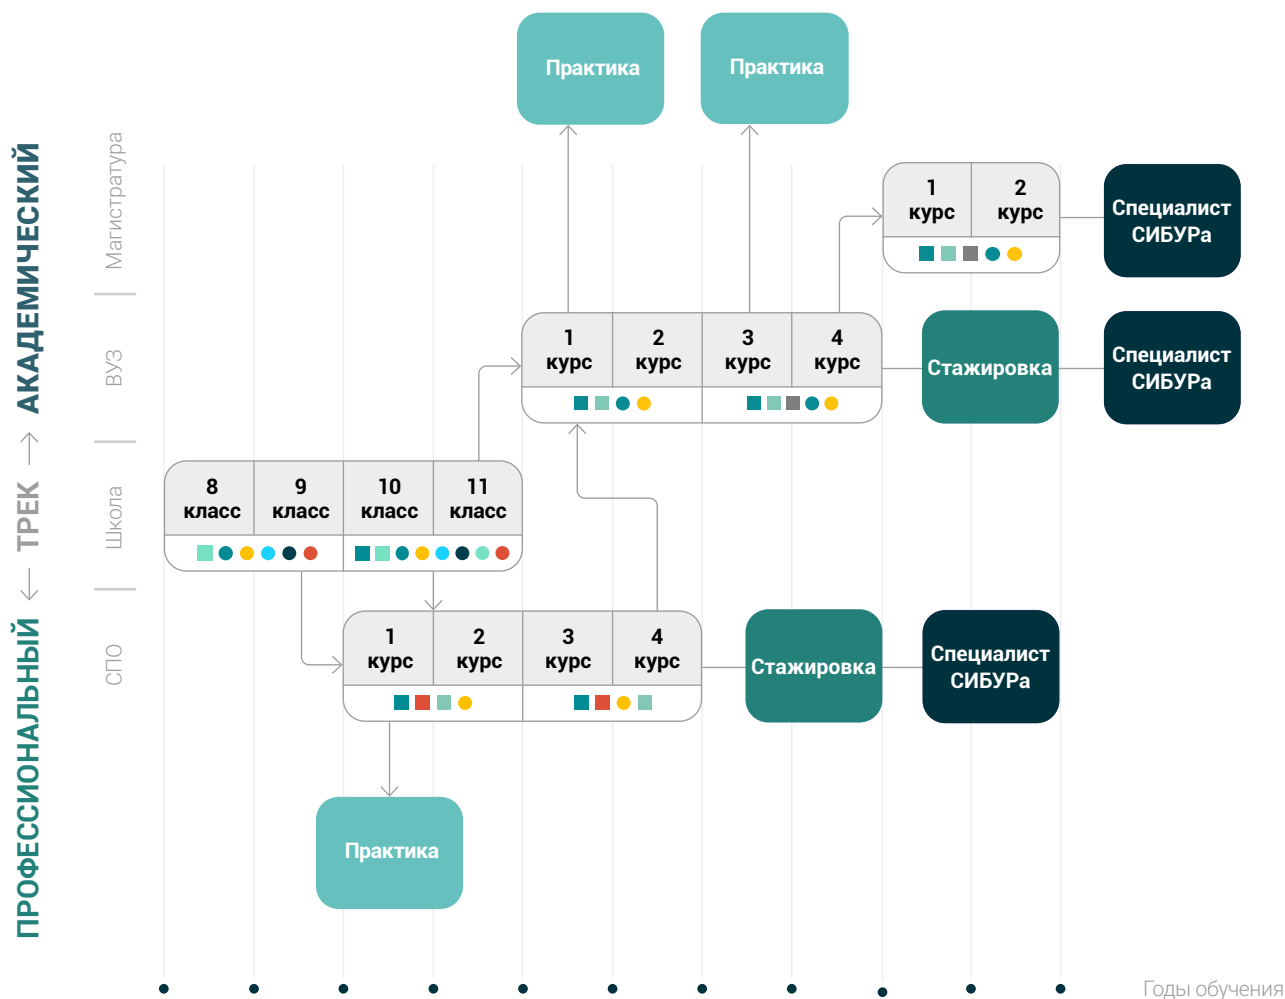 Практика
Практика
АКАДЕМИЧЕСКИЙ
ТРЕК
ПРОФЕССИОНАЛЬНЫЙ
Магистратура
1
курс
2
курс
Специалист
СИБУРа
ВУЗ
1
курс
2
курс
3
курс
4
курс
Стажировка
Специалист
СИБУРа
Школа
8
класс
9
класс
10
класс
11
класс
СПО
1
курс
2
курс
3
курс
4
курс
Стажировка
Специалист
СИБУРа
Практика
Годы обучения